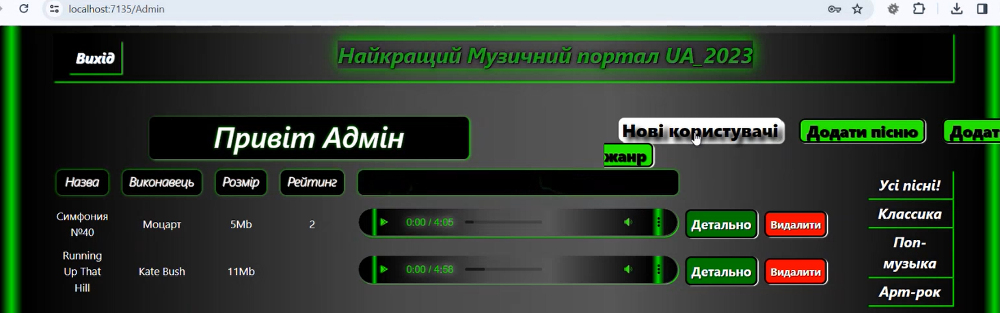 localhost:7135/Admin
Вихід
Найкращий Музичний портал UA_2023
Привіт Адмін
Нові користувачі
Додати пісню
Додат
жанр
Назва Виконавець Розмір Рейтинг
Усі пісні!
Классика
Поп-
музыка
Арт-рок
Симфония
№40
Моцарт
5Mb
2
0:00 / 4:05
Детально
Видалити
Running
Up That
Hill
Kate Bush
11Mb
0:00 / 4:58
Детально
Видалити